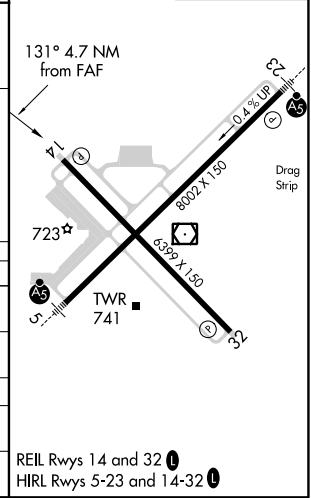 131° 4.7 NM
from FAF
14
P
23
0.4% UP
A5
P
8002 X 150
Drag
Strip
723
6399 X 150
A5
TWR
741
5
P
32
REIL Rwys 14 and 32 L
HIRL Rwys 5-23 and 14-32 L